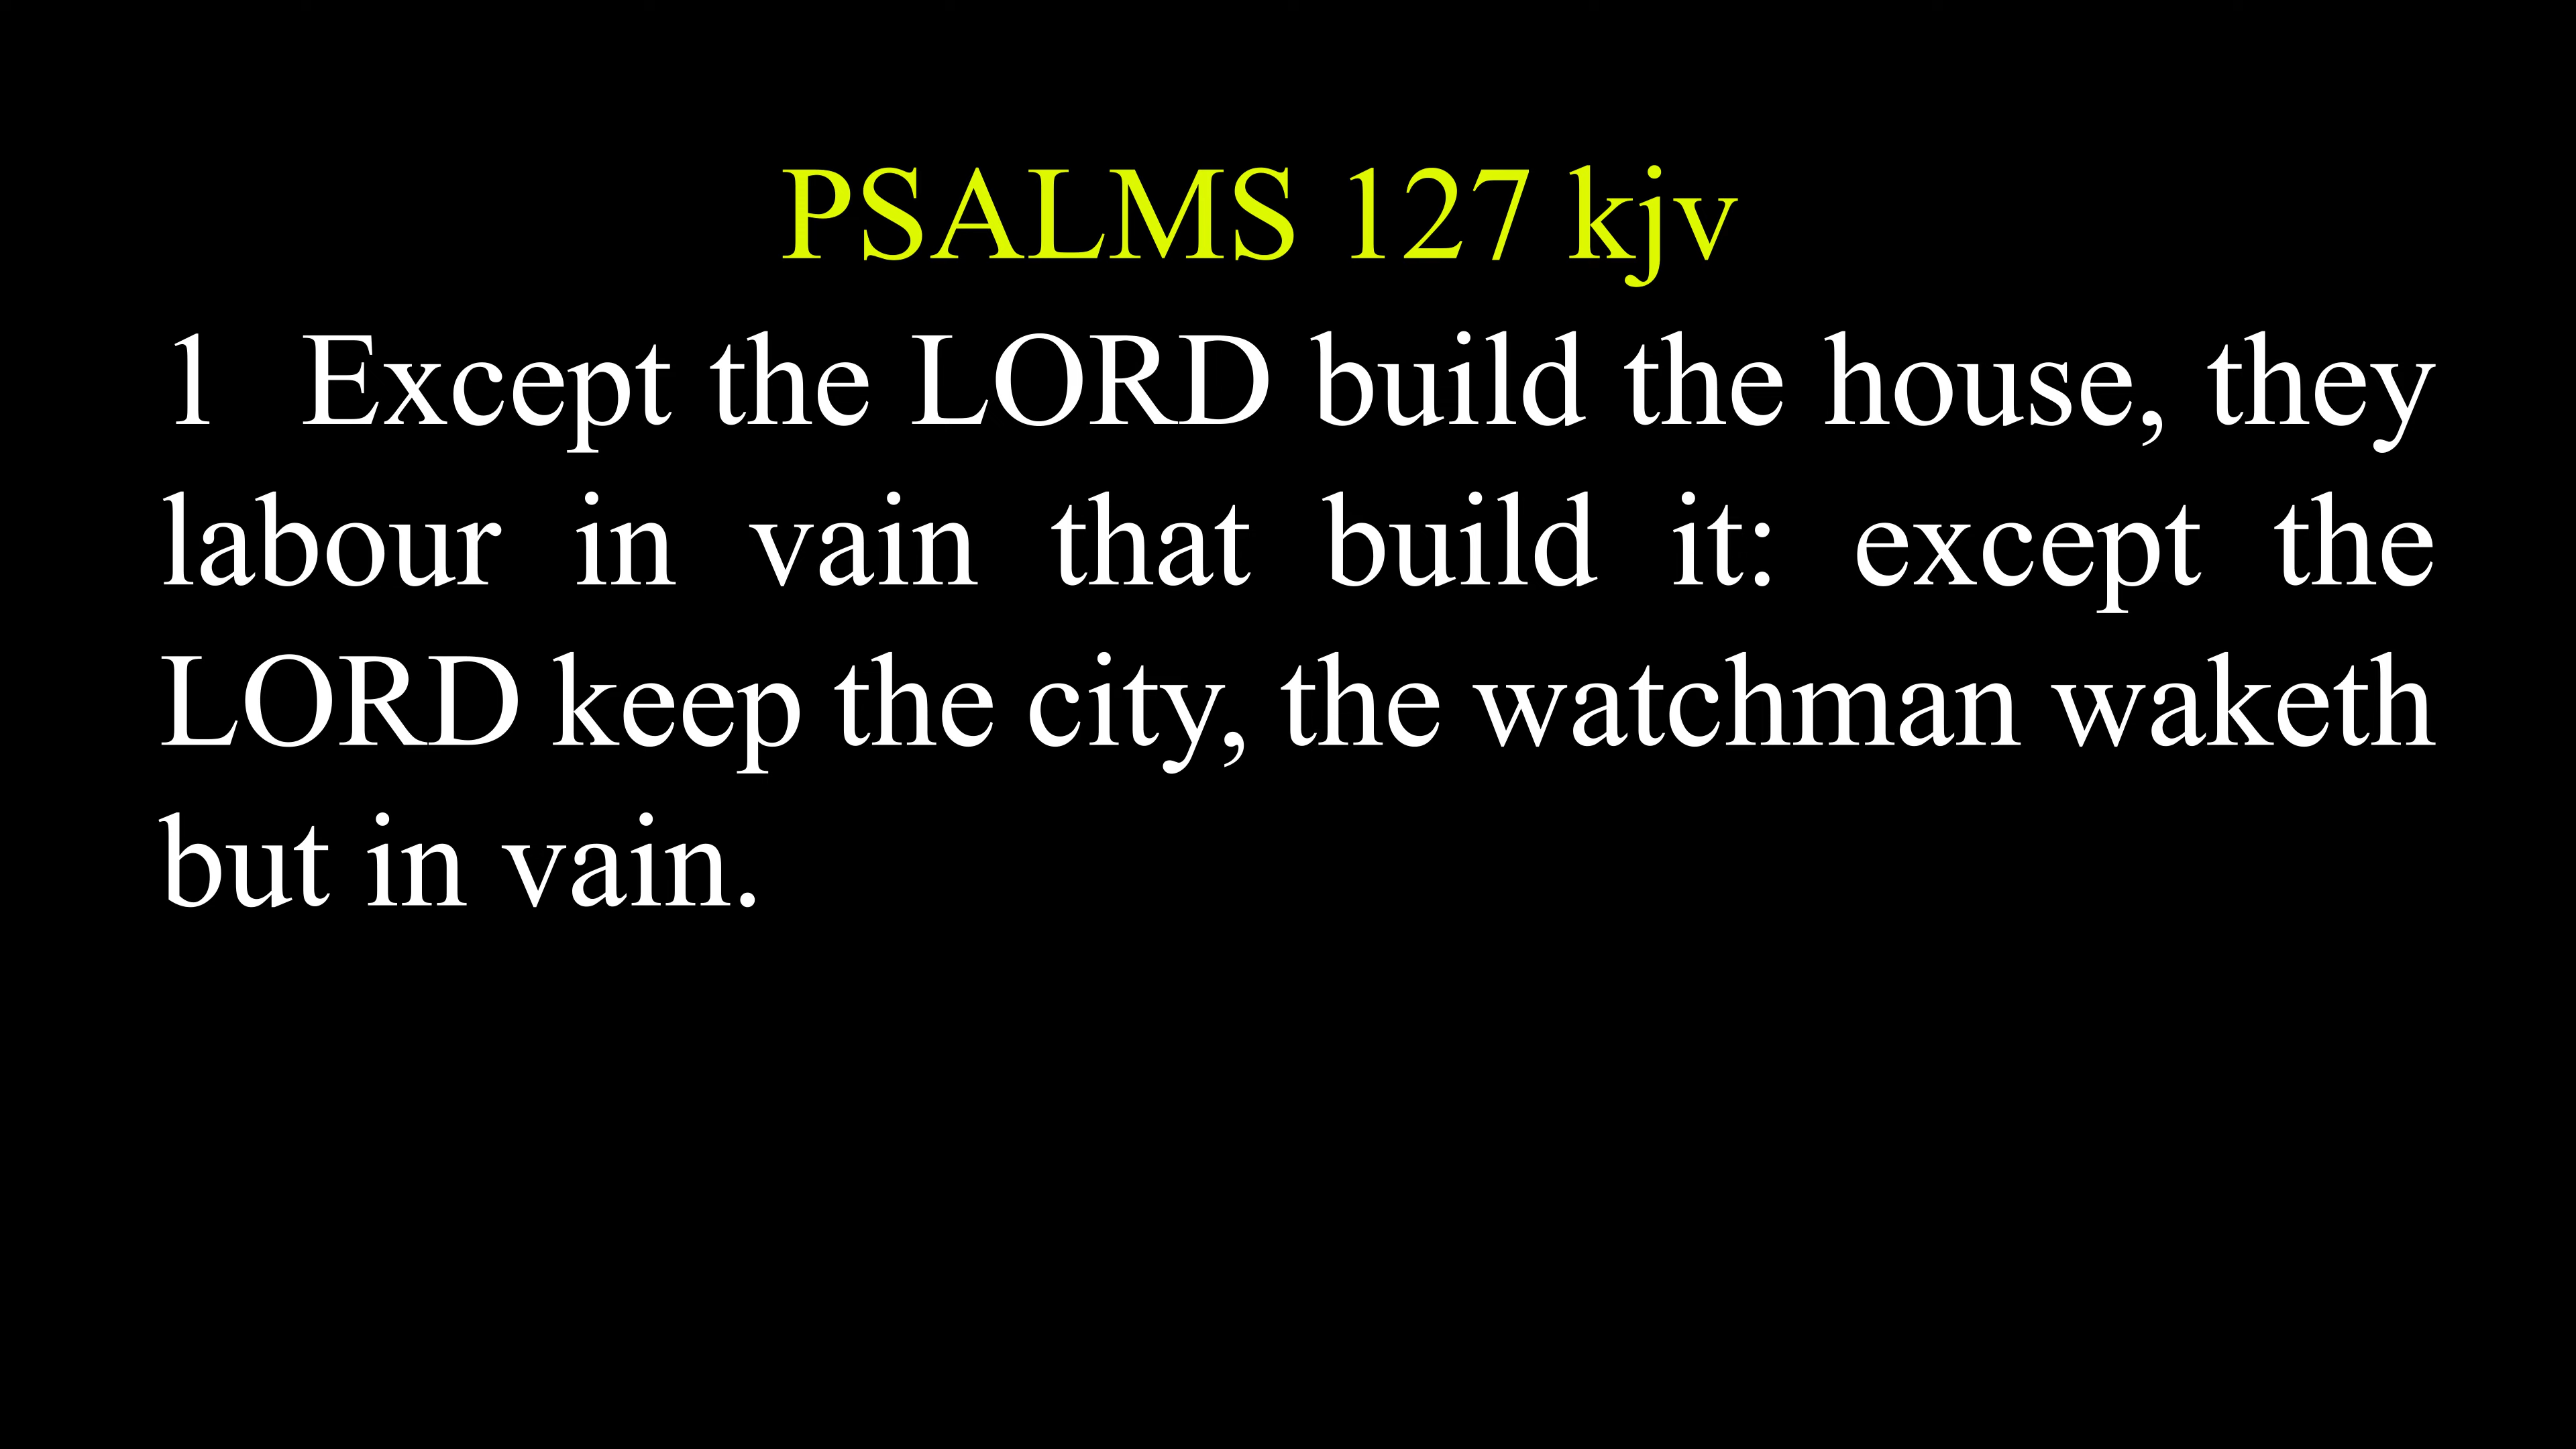 PSALMS 127 kjv
1 Except the LORD build the house, they
labour in vain that build it: except the
LORD keep the city, the watchman waketh
but in vain.